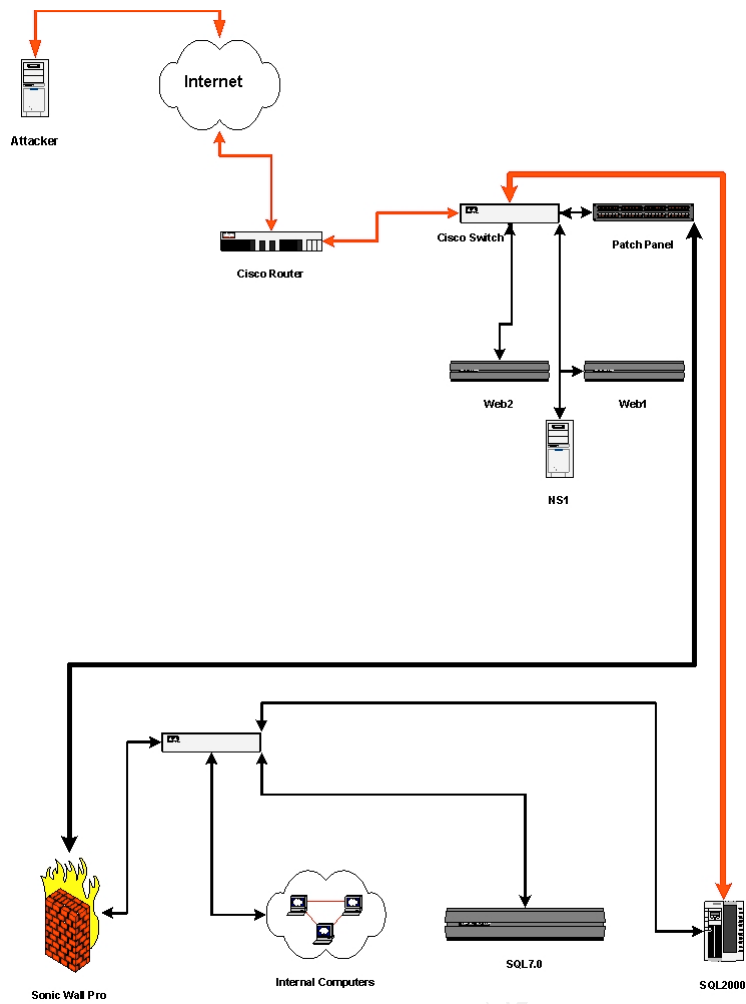 Internet
Attacker
Cisco Switch
Patch Panel
Cisco Router
Web2
Web1
NS1
SQL7.0
Internal Computers
SQL2000
Sonic Wall Pro